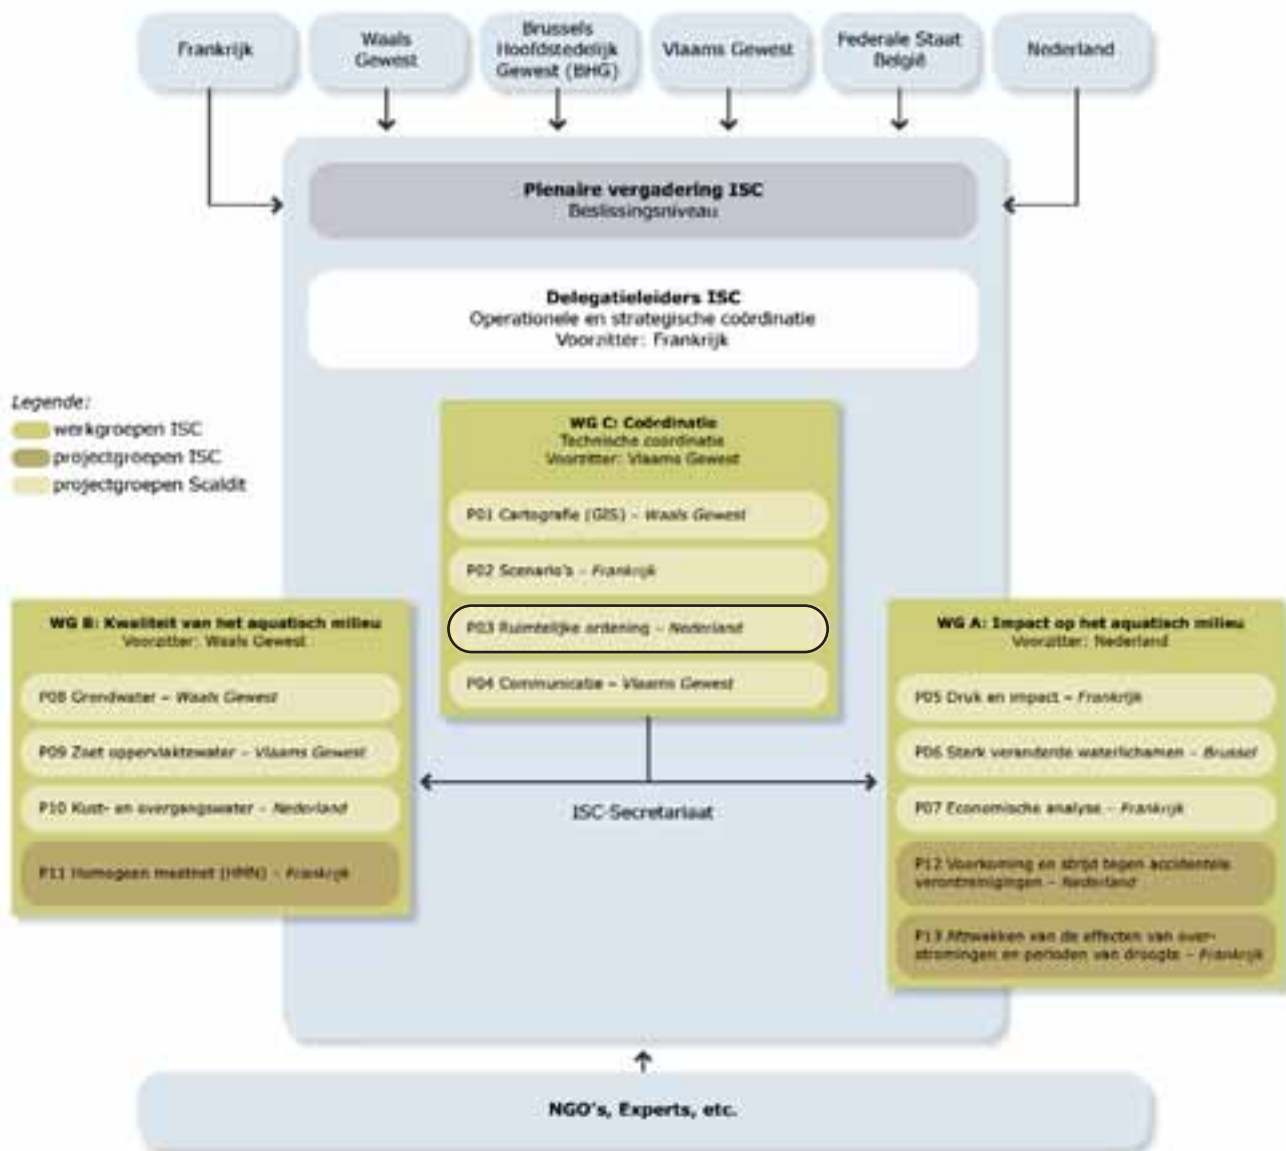 Frankrijk
Waals
Gewest
Brussels
Hoofdstedelijk
Gewest (BHG)
Vlaams Gewest
Federale Staat
België
Nederland
Plenaire vergadering ISC
Beslissingsniveau
Delegatieleiders ISC
Operationele en strategische coördinatie
Voorzitter: Frankrijk
Legende:
werkgroepen ISC
projectgroepen ISC
projectgroepen Scaldit
WG C: Coördinatie
Technische coördinatie
Voorzitter: Vlaams Gewest
P01 Cartografie (GIS) – Waals Gewest
P02 Scenario's – Frankrijk
P03 Ruimtelijke ordening – Nederland
P04 Communicatie – Vlaams Gewest
WG B: Kwaliteit van het aquatisch milieu
Voorzitter: Waals Gewest
P08 Grondwater – Waals Gewest
P09 Zoet oppervlaktewater – Vlaams Gewest
P10 Kust- en overgangswater – Nederland
P11 Homogeen meetnet (HMN) – Frankrijk
WG A: Impact op het aquatisch milieu
Voorzitter: Nederland
P05 Druk en impact – Frankrijk
P06 Sterk veranderde waterlichamen – Brussel
P07 Economische analyse – Frankrijk
P12 Voorkoming en strijd tegen accidentele
verontreinigingen – Nederland
P13 Afzwakken van de effecten van over-
stromingen en perioden van droogte – Frankrijk
ISC-Secretariaat
NGO's, Experts, etc.